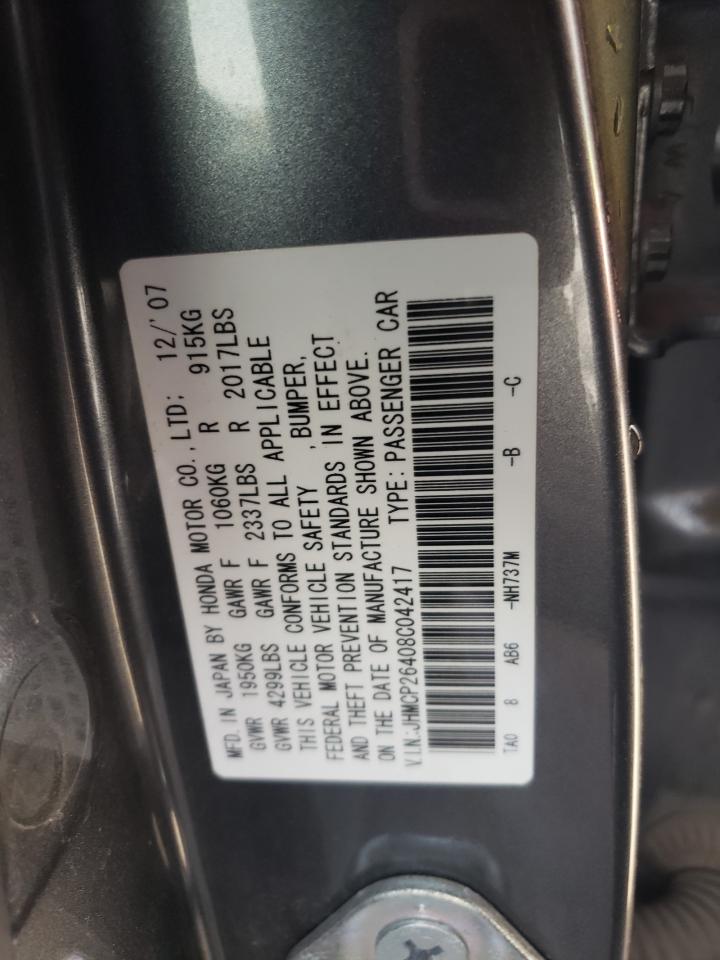 MFD. IN JAPAN BY HONDA MOTOR CO., LTD; 12/'07
GVWR 1950KG GAWR F 1060KG R 915KG
GVWR 4299LBS GAWR F 2337LBS R 2017LBS
THIS VEHICLE CONFORMS TO ALL APPLICABLE
FEDERAL MOTOR VEHICLE SAFETY , BUMPER,
AND THEFT PREVENTION STANDARDS IN EFFECT
ON THE DATE OF MANUFACTURE SHOWN ABOVE.
V.I.N:JHMCP26408C042417 TYPE: PASSENGER CAR
TA0 8 AB6 -NH737M -B -C